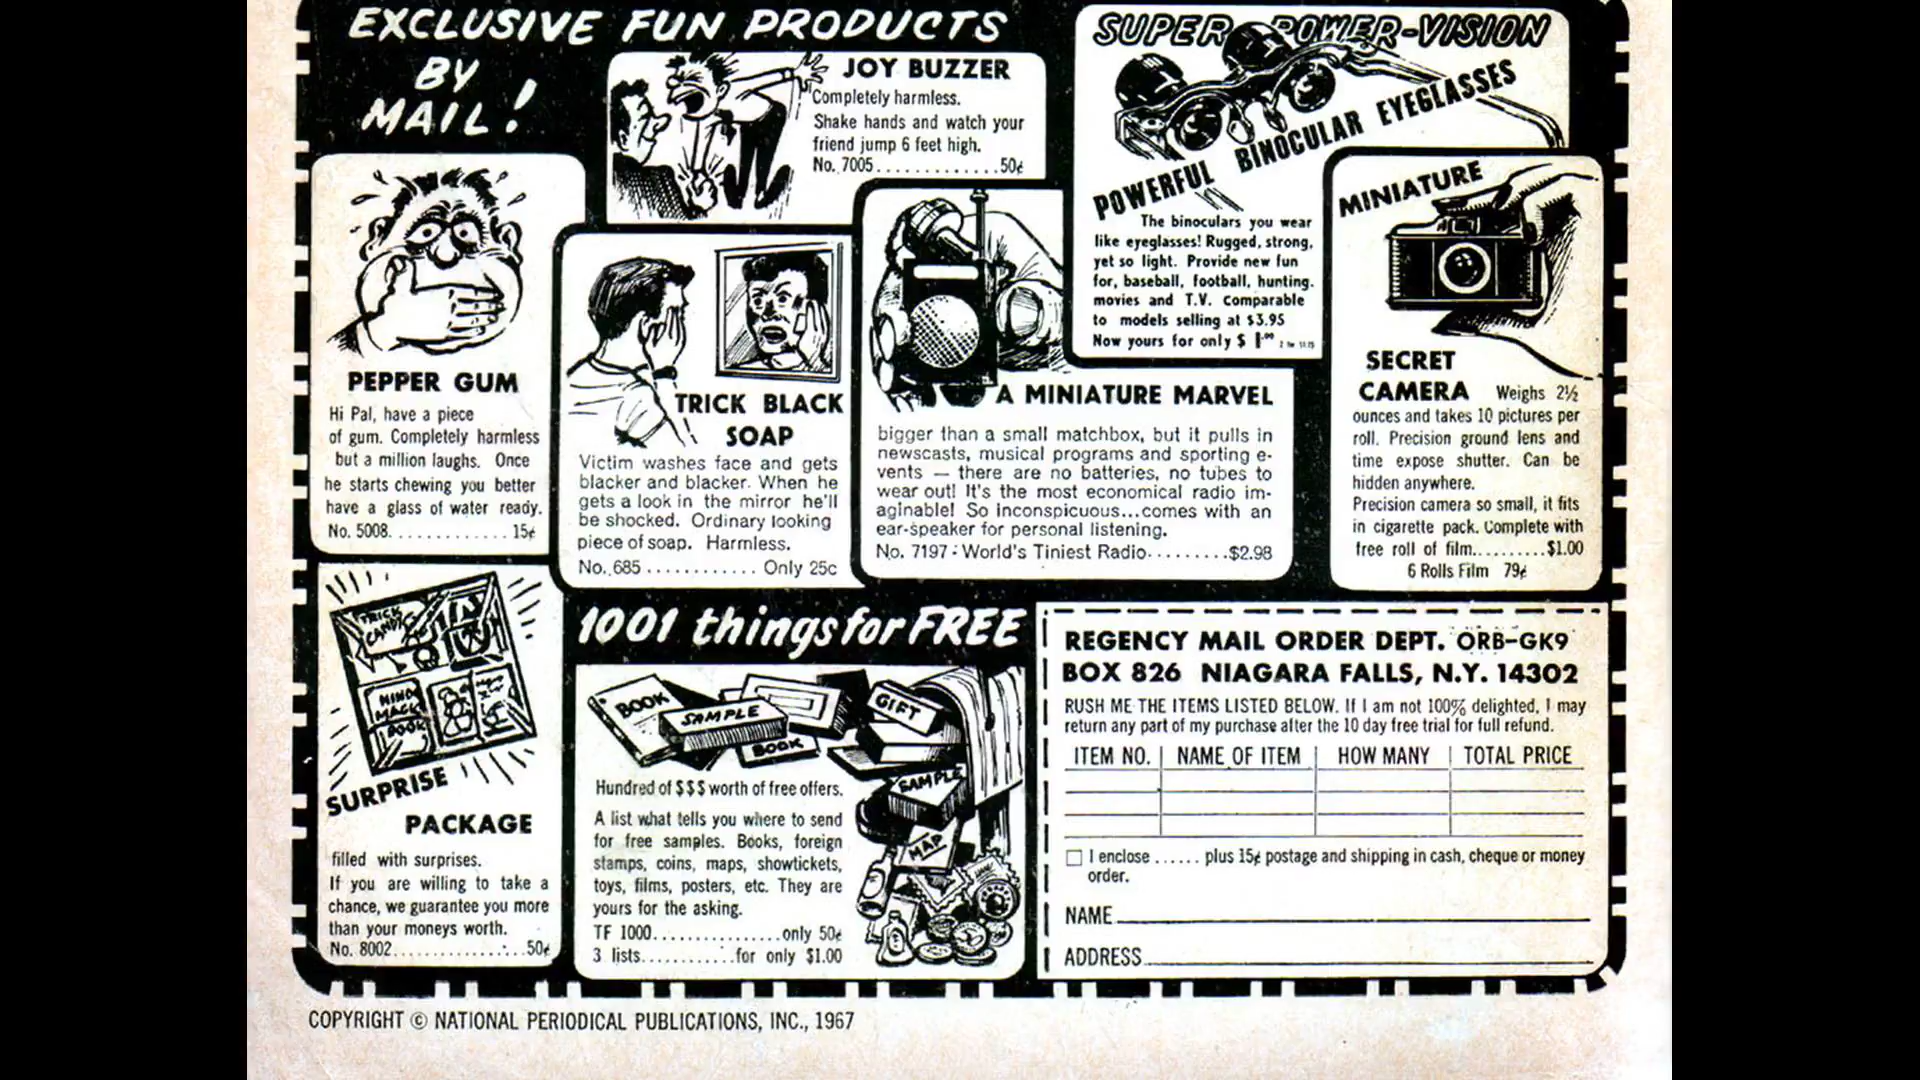 EXCLUSIVE FUN PRODUCTS
BY
MAIL!
JOY BUZZER
Completely harmless.
Shake hands and watch your
friend jump 6 feet high.
No. 7005.............50¢
SUPER POWER-VISION
POWERFUL BINOCULAR EYEGLASSES
The binoculars you wear
like eyeglasses! Rugged, strong,
yet so light. Provide new fun
for, baseball, football, hunting.
movies and T.V. Comparable
to models selling at $3.95
Now yours for only $1.00
MINIATURE
SECRET
CAMERA Weighs 2½
ounces and takes 10 pictures per
roll. Precision ground lens and
time expose shutter. Can be
hidden anywhere.
Precision camera so small, it fits
in cigarette pack. Complete with
free roll of film..........$1.00
6 Rolls Film 79¢
PEPPER GUM
Hi Pal, have a piece
of gum. Completely harmless
but a million laughs. Once
he starts chewing you better
have a glass of water ready.
No. 5008. ............ 15¢
TRICK BLACK
SOAP
Victim washes face and gets
blacker and blacker. When he
gets a look in the mirror he'll
be shocked. Ordinary looking
piece of soap. Harmless.
No. 685 ............ Only 25c
A MINIATURE MARVEL
bigger than a small matchbox, but it pulls in
newscasts, musical programs and sporting e-
vents — there are no batteries, no tubes to
wear out! It's the most economical radio im-
aginable! So inconspicuous...comes with an
ear-speaker for personal listening.
No. 7197 - World's Tiniest Radio.........$2.98
TRICK
CANDY
MIND
MAGIC
BOOK
SURPRISE
PACKAGE
filled with surprises.
If you are willing to take a
chance, we guarantee you more
than your moneys worth.
No. 8002................50¢
1001 things for FREE
BOOK
SAMPLE
BOOK
GIFT
SAMPLE
MAP
Hundred of $$$ worth of free offers.
A list what tells you where to send
for free samples. Books, foreign
stamps, coins, maps, showtickets,
toys, films, posters, etc. They are
yours for the asking.
TF 1000...............only 50¢
3 lists...........for only $1.00
REGENCY MAIL ORDER DEPT. ORB-GK9
BOX 826 NIAGARA FALLS, N.Y. 14302
RUSH ME THE ITEMS LISTED BELOW. If I am not 100% delighted, I may
return any part of my purchase after the 10 day free trial for full refund.
ITEM NO. NAME OF ITEM HOW MANY TOTAL PRICE
I enclose ...... plus 15¢ postage and shipping in cash, cheque or money
order.
NAME
ADDRESS
COPYRIGHT © NATIONAL PERIODICAL PUBLICATIONS, INC., 1967